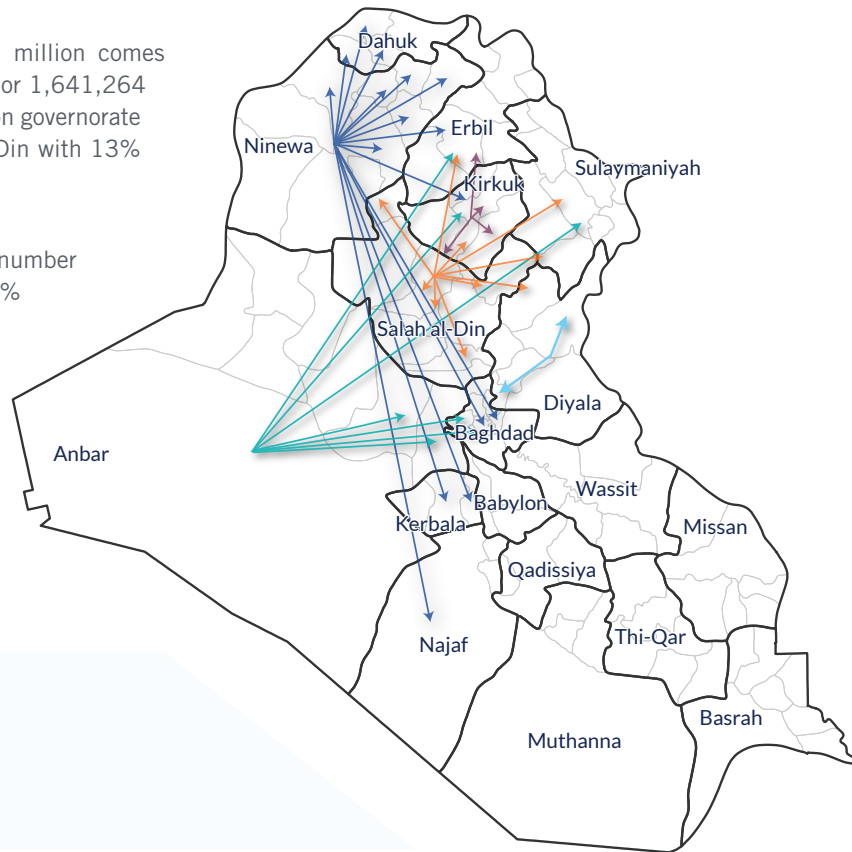 million comes
or 1,641,264
on governorate
Din with 13%
number
%
Dahuk
Ninewa
Erbil
Kirkuk
Sulaymaniyah
Salah al-Din
Diyala
Baghdad
Anbar
Wassit
Babylon
Kerbala
Missan
Qadissiya
Thi-Qar
Najaf
Basrah
Muthanna